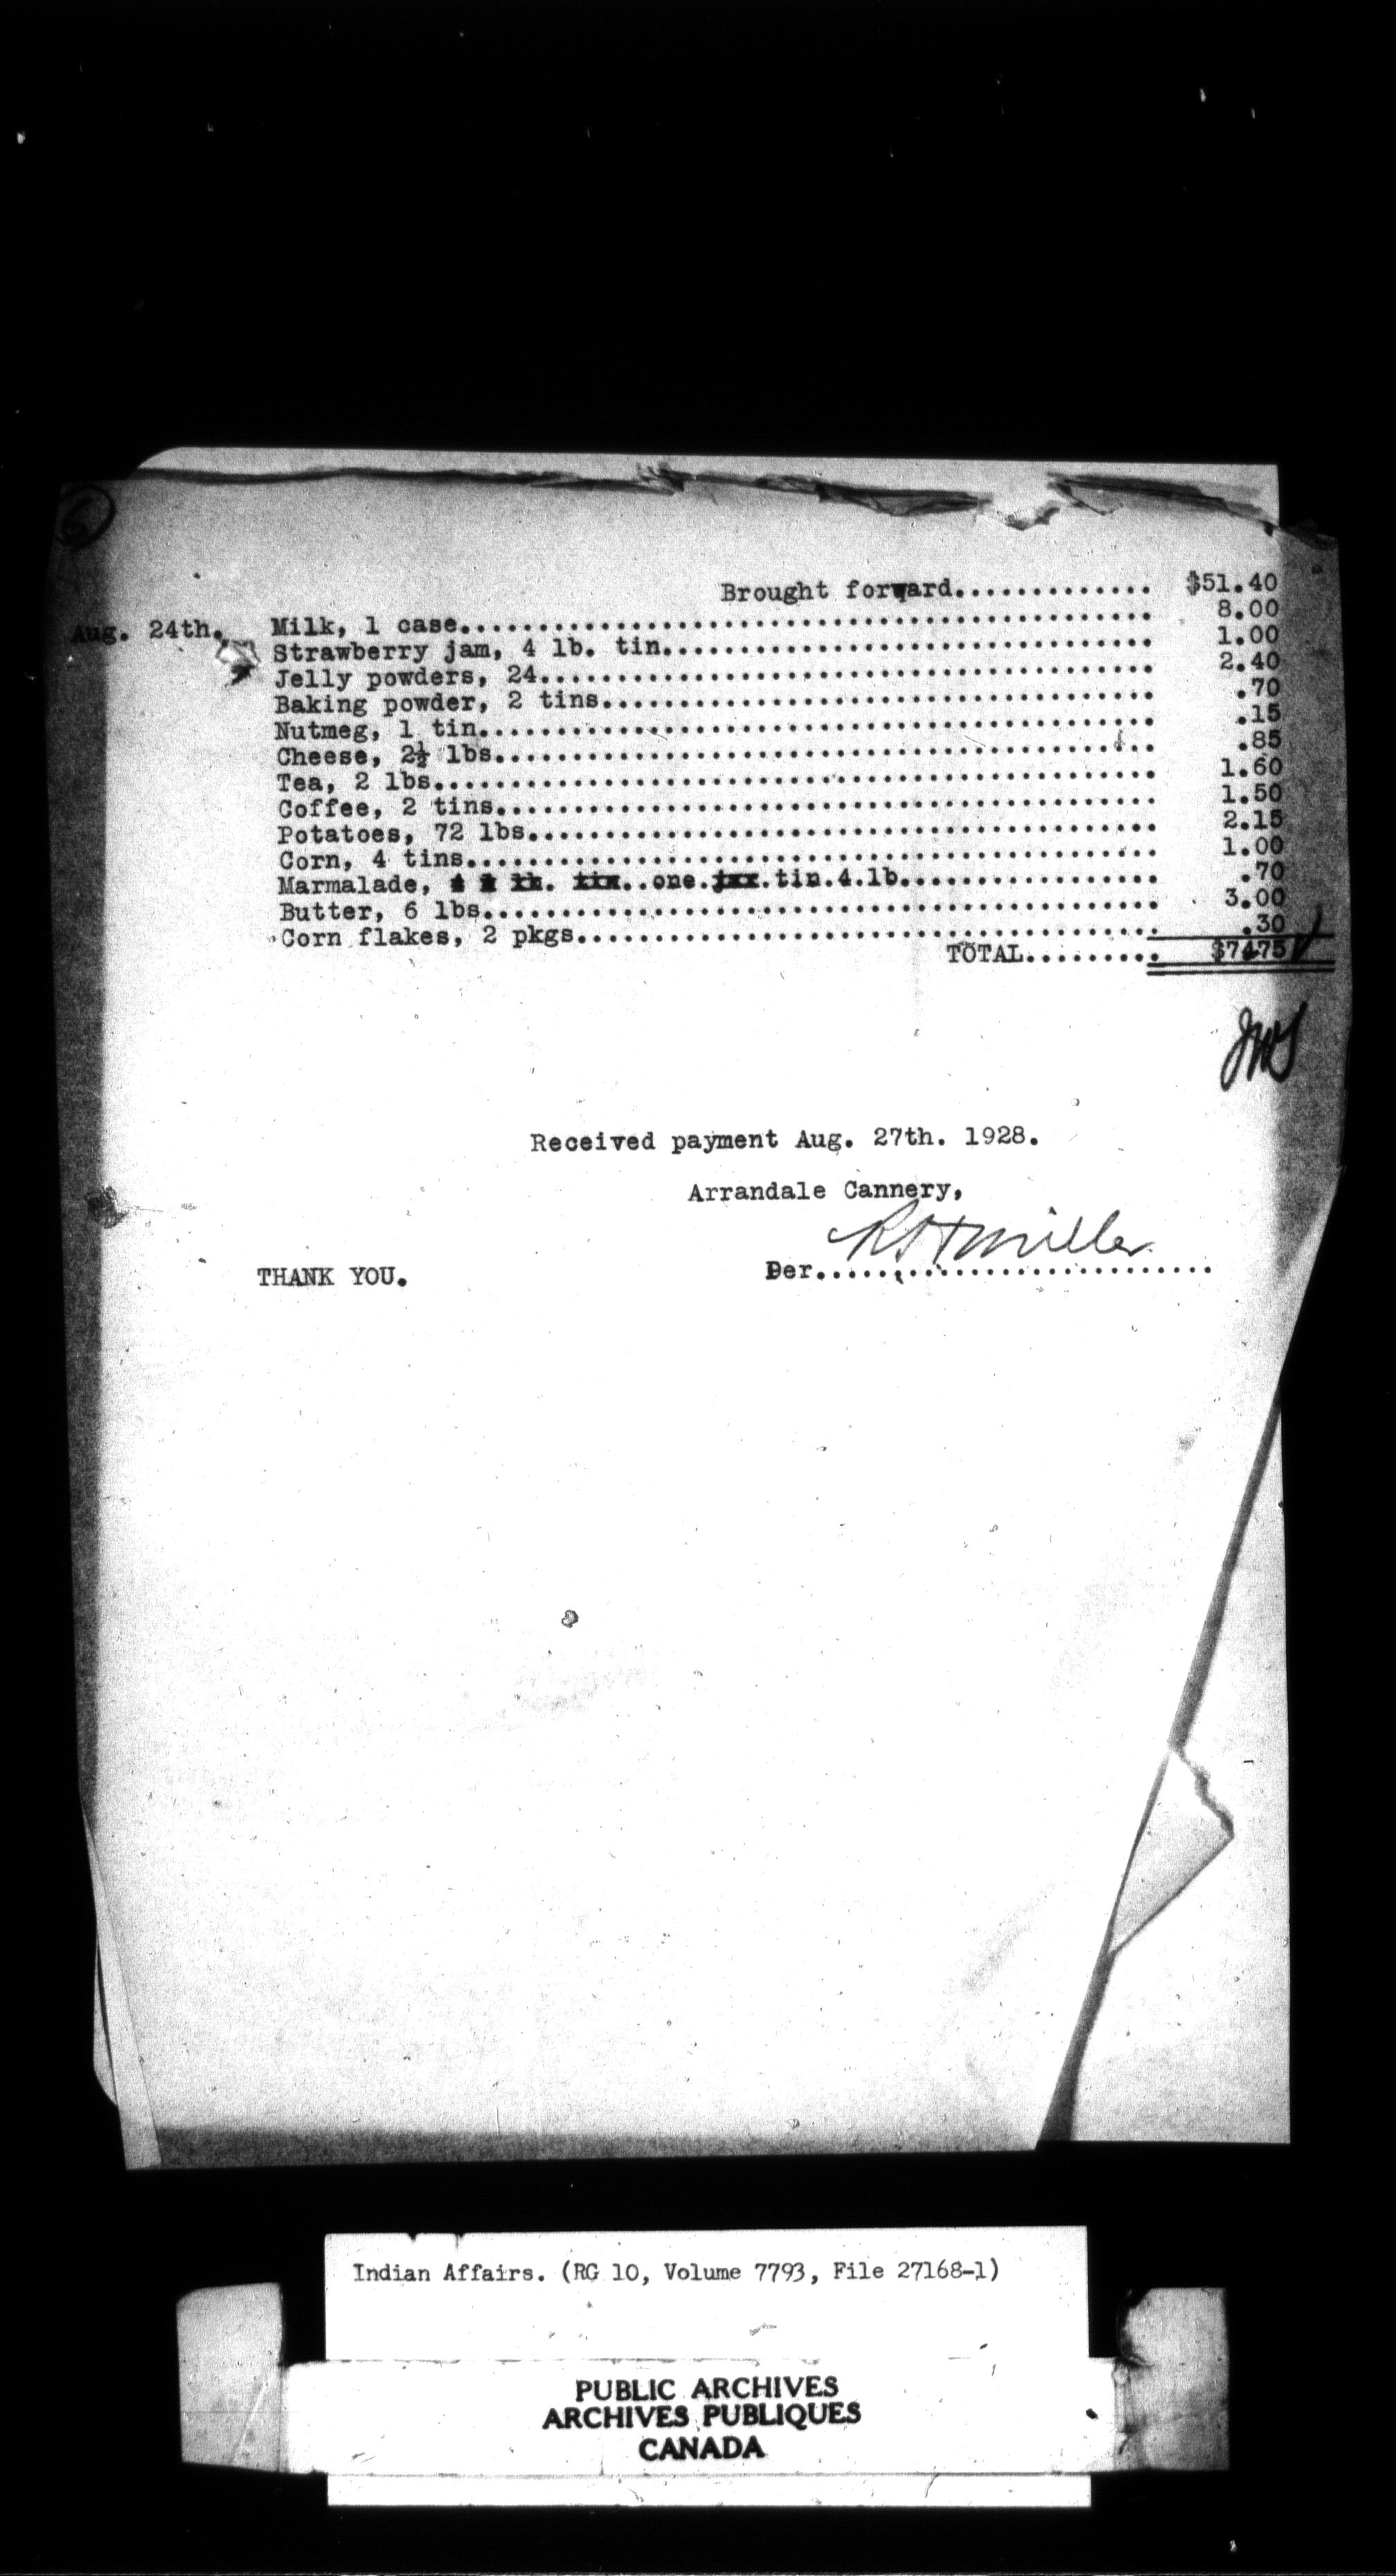 6
Brought forward............. $51.40
Aug. 24th. Milk, 1 case............................................. 8.00
Strawberry jam, 4 lb. tin................................ 1.00
Jelly powders, 24........................................ 2.40
Baking powder, 2 tins.................................... .70
Nutmeg, 1 tin............................................ .15
Cheese, 2½ lbs........................................... .85
Tea, 2 lbs............................................... 1.60
Coffee, 2 tins........................................... 1.50
Potatoes, 72 lbs......................................... 2.15
Corn, 4 tins............................................. 1.00
Marmalade, one.tin.4.lb................. .70
Butter, 6 lbs............................................ 3.00
Corn flakes, 2 pkgs...................................... .30
TOTAL......... $7475
JWS
Received payment Aug. 27th. 1928.
Arrandale Cannery,
THANK YOU. Per..........................
Indian Affairs. (RG 10, Volume 7793, File 27168-1)
PUBLIC ARCHIVES
ARCHIVES PUBLIQUES
CANADA